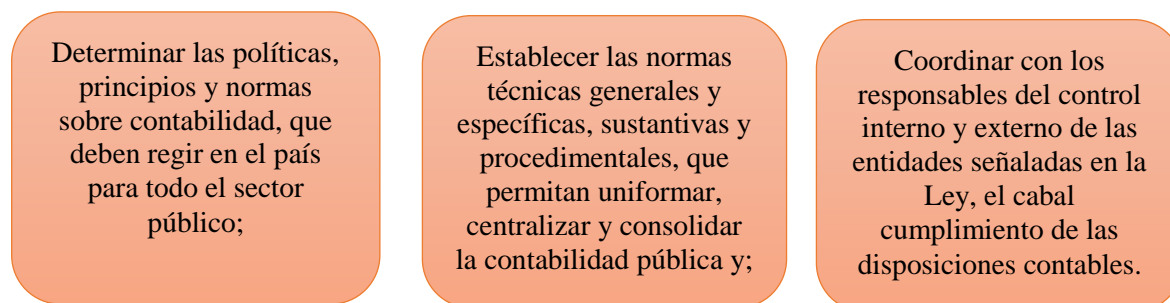 Determinar las políticas,
principios y normas
sobre contabilidad, que
deben regir en el país
para todo el sector
público;
Establecer las normas
técnicas generales y
específicas, sustantivas y
procedimentales, que
permitan uniformar,
centralizar y consolidar
la contabilidad pública y;
Coordinar con los
responsables del control
interno y externo de las
entidades señaladas en la
Ley, el cabal
cumplimiento de las
disposiciones contables.